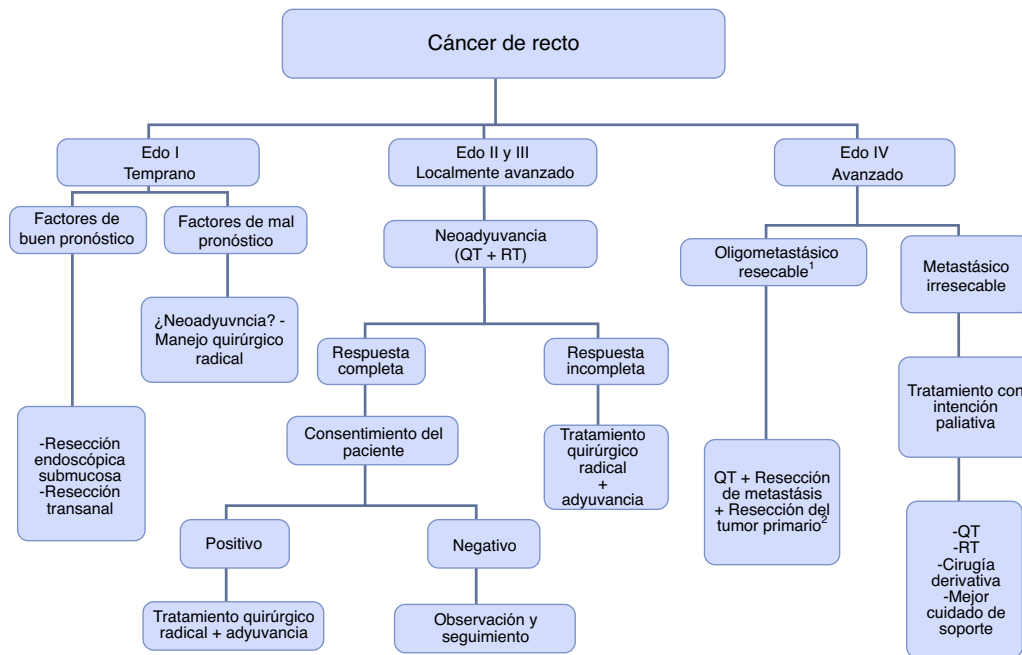 Cáncer de recto
Edo I
Temprano
Edo II y III
Localmente avanzado
Edo IV
Avanzado
Factores de
buen pronóstico
Factores de mal
pronóstico
Neoadyuvancia
(QT + RT)
Oligometastásico
resecable¹
Metastásico
irresecable
¿Neoadyuvncia? -
Manejo quirúrgico
radical
Respuesta
completa
Respuesta
incompleta
Tratamiento con
intención
paliativa
-Resección
endoscópica
submucosa
-Resección
transanal
Consentimiento del
paciente
Tratamiento
quirúrgico
radical
+
adyuvancia
QT + Resección
de metastásis
+ Resección del
tumor primario²
-QT
-RT
-Cirugía
derivativa
-Mejor
cuidado de
soporte
Positivo
Negativo
Tratamiento quirúrgico
radical + adyuvancia
Observación y
seguimiento